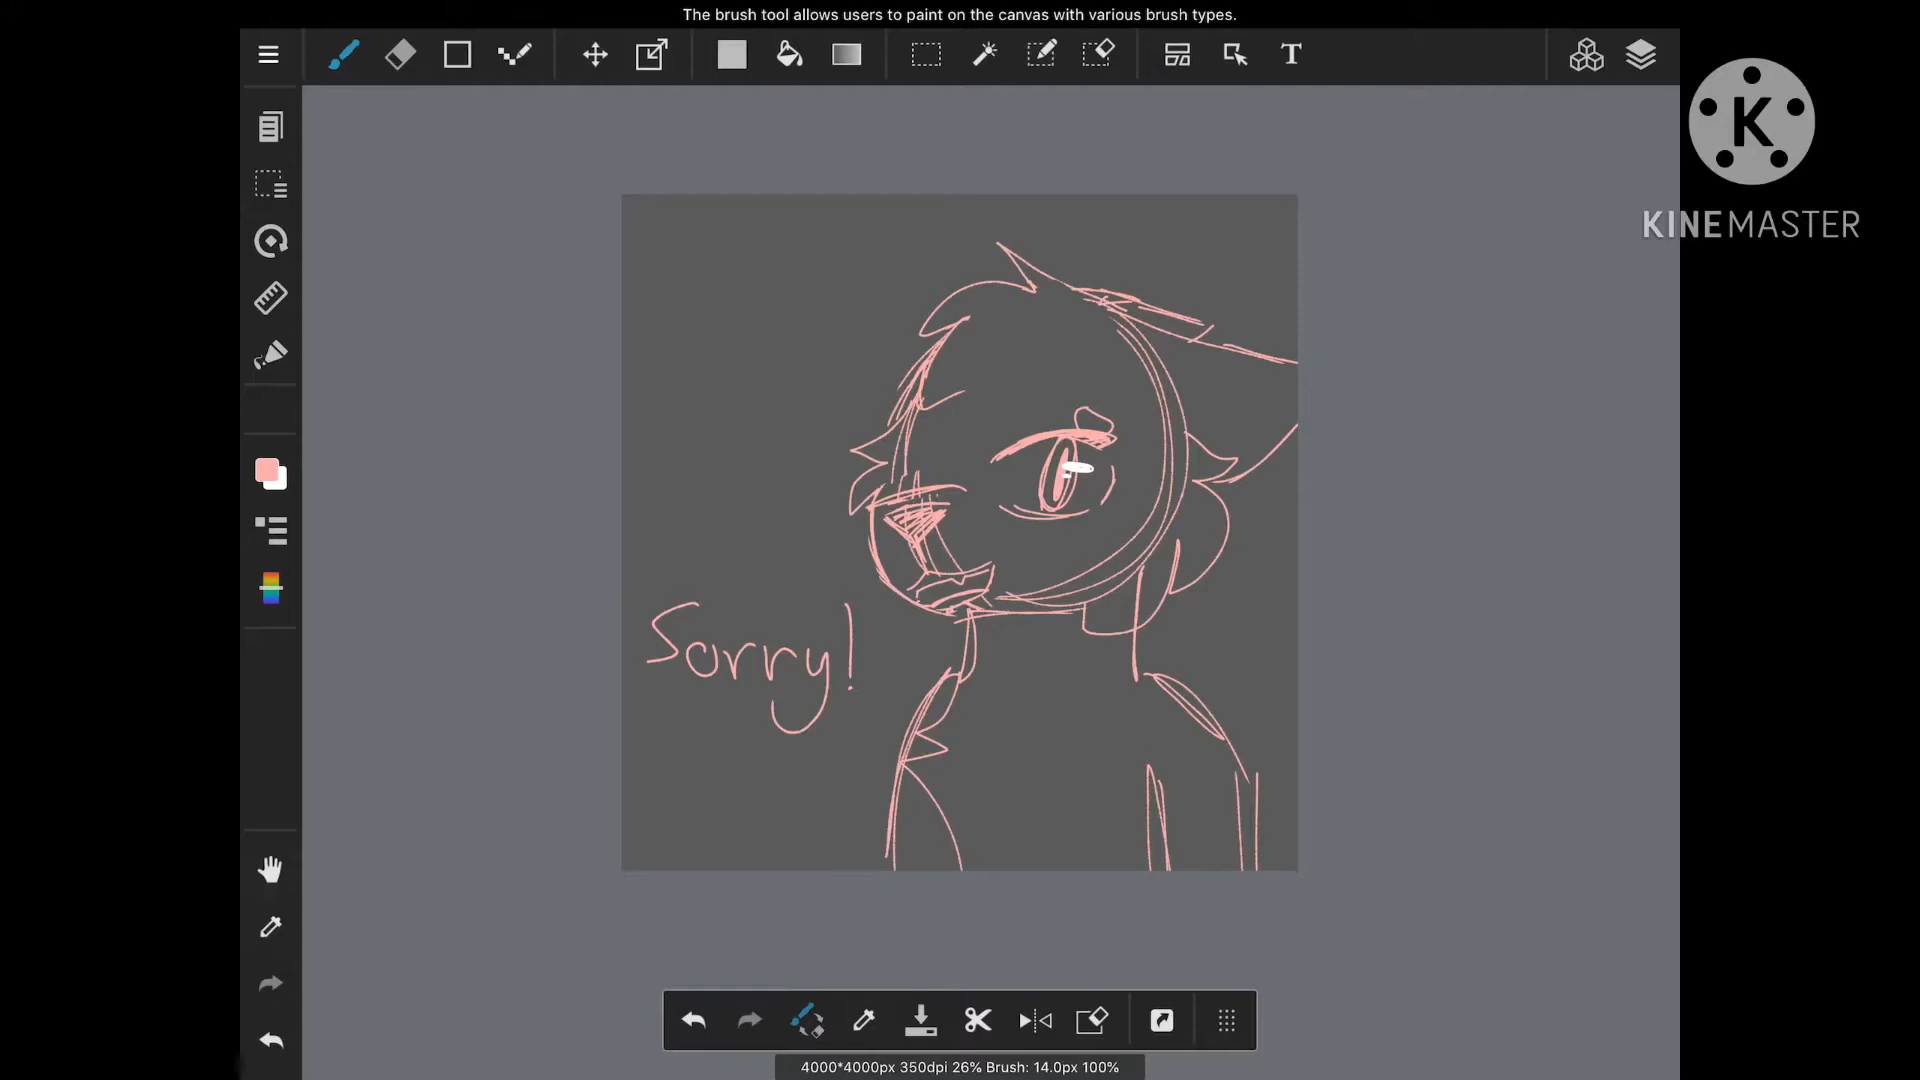 The brush tool allows users to paint on the canvas with various brush types.
T
K
KINEMASTER
Sorry!
4000*4000px 350dpi 26% Brush: 14.0px 100%